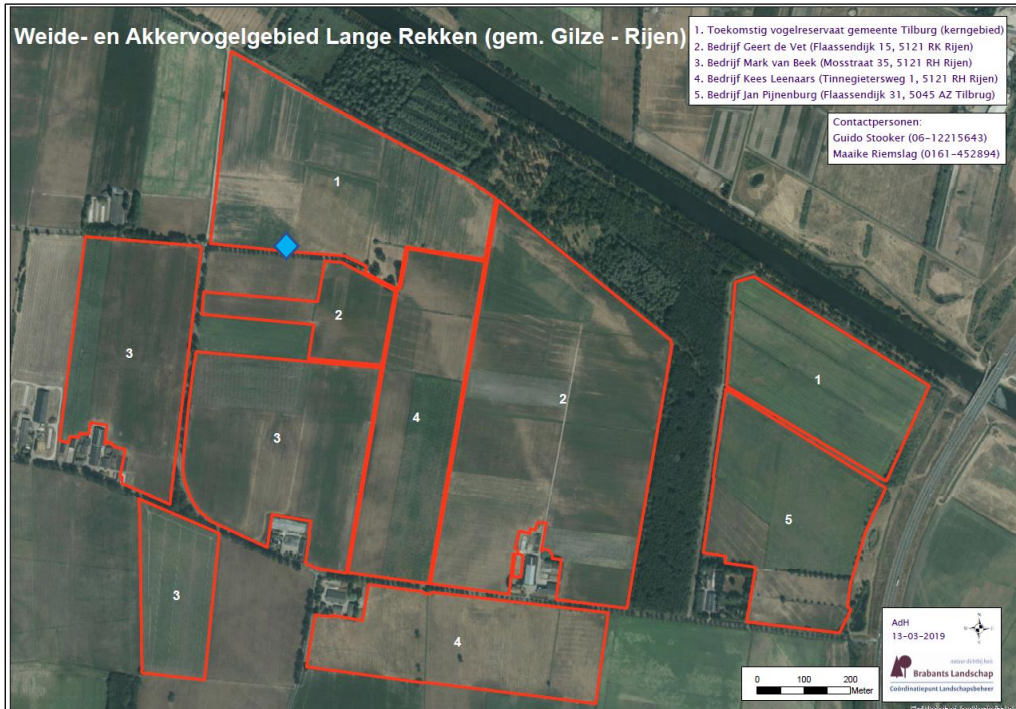 Weide- en Akkervogelgebied Lange Rekken (gem. Gilze - Rijen)
1. Toekomstig vogelreservaat gemeente Tilburg (kerngebied)
2. Bedrijf Geert de Vet (Flaassendijk 15, 5121 RK Rijen)
3. Bedrijf Mark van Beek (Mosstraat 35, 5121 RH Rijen)
4. Bedrijf Kees Leenaars (Tinnegietersweg 1, 5121 RH Rijen)
5. Bedrijf Jan Pijnenburg (Flaassendijk 31, 5045 AZ Tilbrug)
Contactpersonen:
Guido Stooker (06-12215643)
Maaike Riemslag (0161-452894)
1
2
3
4
2
1
3
5
3
4
AdH
13-03-2019
Brabants Landschap
Coördinatiepunt Landschapsbeheer
0 100 200
Meter